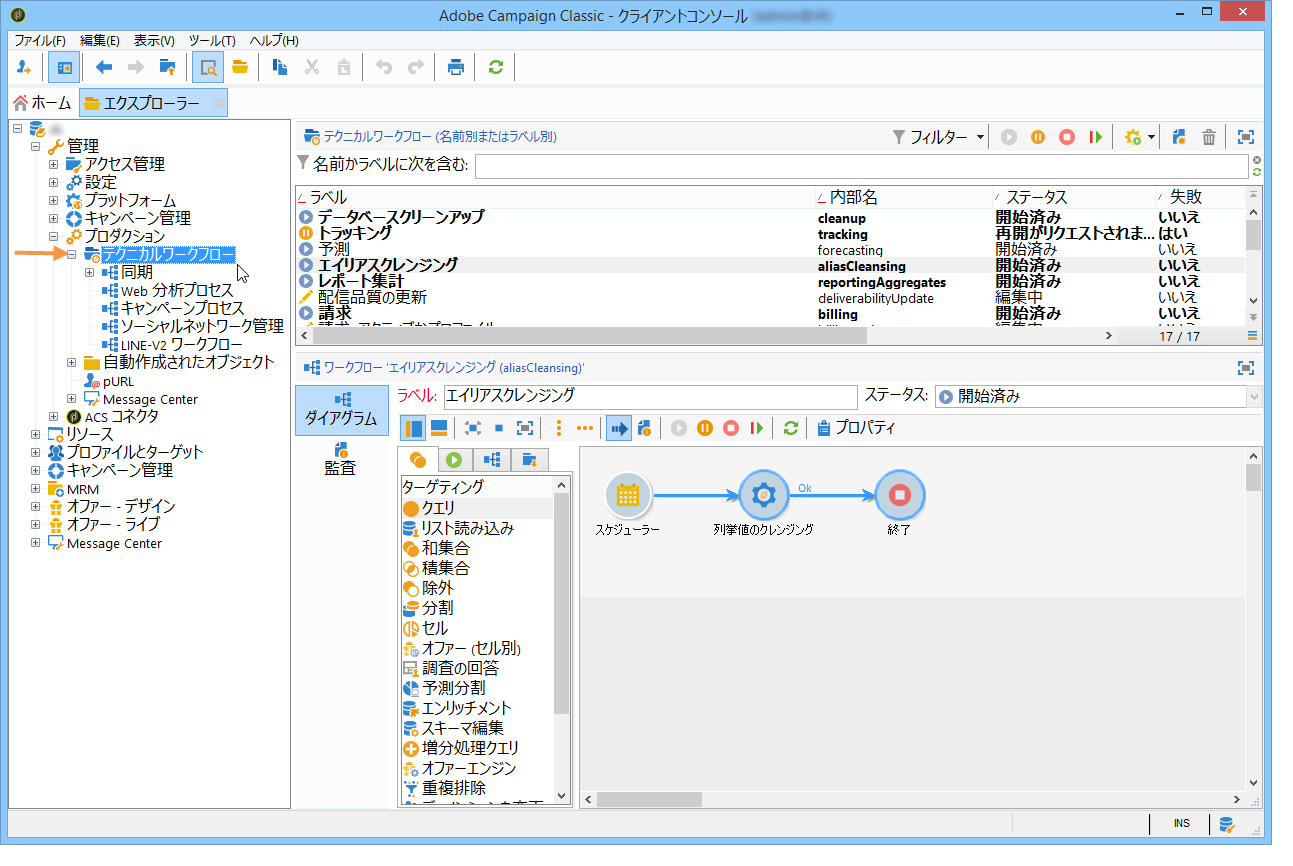 Adobe Campaign Classic - クライアントコンソール
ファイル(F) 編集(E) 表示(V) ツール(T) ヘルプ(H)
ホーム エクスプローラー
管理
アクセス管理
設定
プラットフォーム
キャンペーン管理
プロダクション
テクニカルワークフロー
同期
Web 分析プロセス
キャンペーンプロセス
ソーシャルネットワーク管理
LINE-V2 ワークフロー
自動作成されたオブジェクト
pURL
Message Center
ACS コネクタ
リソース
プロファイルとターゲット
キャンペーン管理
MRM
オファー - デザイン
オファー - ライブ
Message Center
テクニカルワークフロー (名前別またはラベル別)
フィルター
名前かラベルに次を含む:
ラベル 内部名 ステータス 失敗
データベースクリーンアップ cleanup 開始済み いいえ
トラッキング tracking 再開がリクエストされま... はい
予測 forecasting 開始済み いいえ
エイリアスクレンジング aliasCleansing 開始済み いいえ
レポート集計 reportingAggregates 開始済み いいえ
配信品質の更新 deliverabilityUpdate 編集中 いいえ
請求 billing 開始済み いいえ
17 / 17
ワークフロー 'エイリアスクレンジング (aliasCleansing)'
ダイアグラム
監査
ラベル: エイリアスクレンジング ステータス: 開始済み
プロパティ
ターゲティング
クエリ
リスト読み込み
和集合
積集合
除外
分割
セル
オファー (セル別)
調査の回答
予測分割
エンリッチメント
スキーマ編集
増分処理クエリ
オファーエンジン
重複排除
スケジューラー
列挙値のクレンジング
Ok
終了
INS